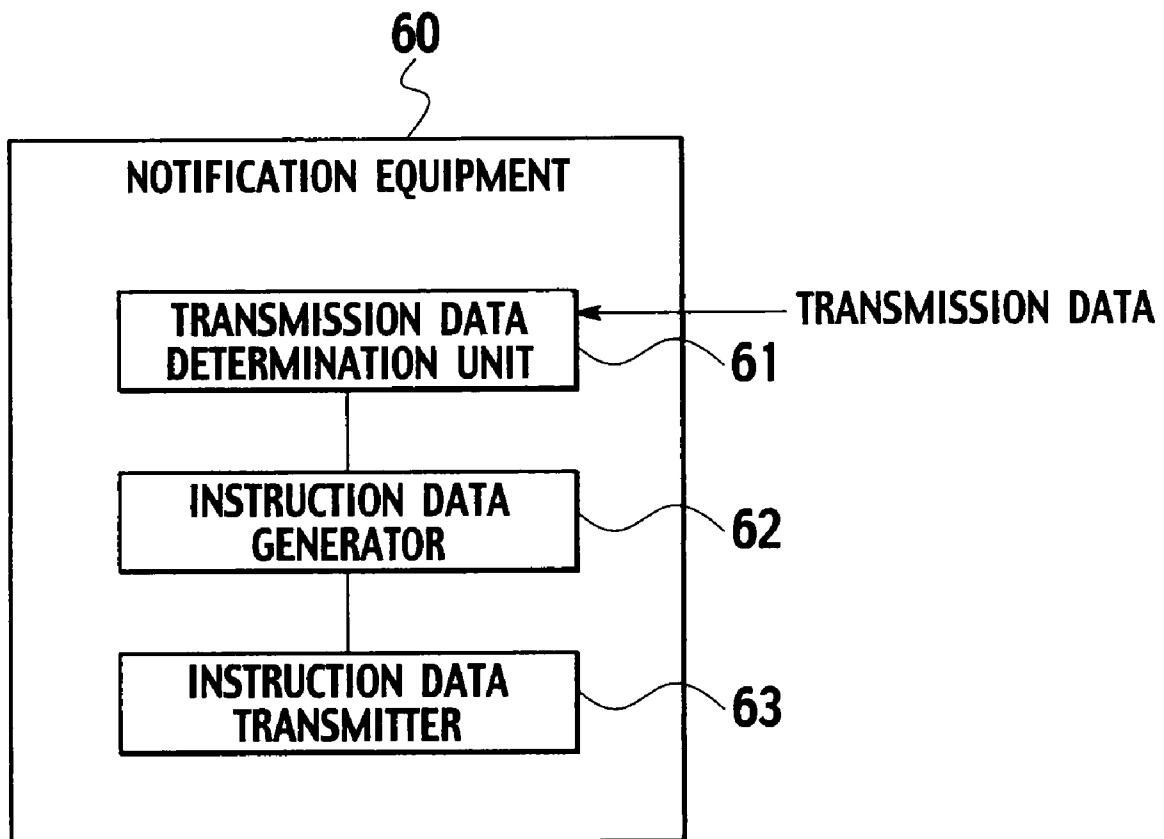 60
NOTIFICATION EQUIPMENT
TRANSMISSION DATA
DETERMINATION UNIT
TRANSMISSION DATA
61
INSTRUCTION DATA
GENERATOR
62
INSTRUCTION DATA
TRANSMITTER
63